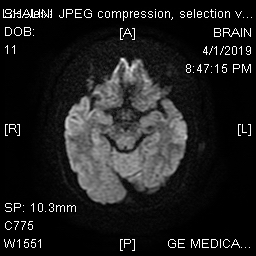 JPEG compression, selection v...
DOB:
BRAIN
11
4/1/2019
8:47:15 PM
[A]
[R]
[L]
SP: 10.3mm
C775
W1551
[P]
GE MEDICA...